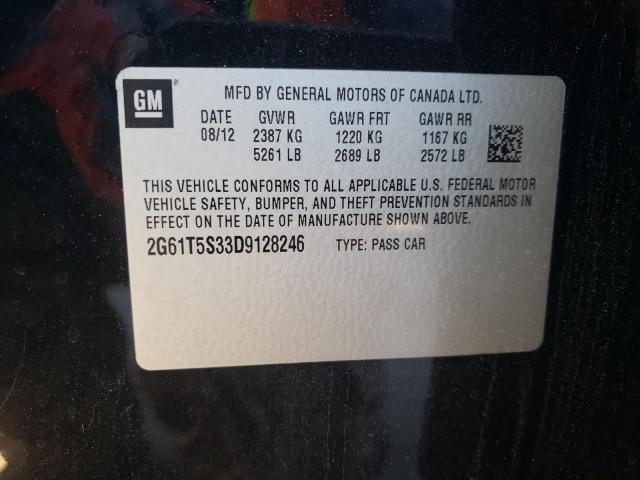 GM
MFD BY GENERAL MOTORS OF CANADA LTD.
DATE GVWR GAWR FRT GAWR RR
08/12 2387 KG 1220 KG 1167 KG
5261 LB 2689 LB 2572 LB
THIS VEHICLE CONFORMS TO ALL APPLICABLE U.S. FEDERAL MOTOR
VEHICLE SAFETY, BUMPER, AND THEFT PREVENTION STANDARDS IN
EFFECT ON THE DATE OF MANUFACTURE SHOWN ABOVE.
2G61T5S33D9128246 TYPE: PASS CAR